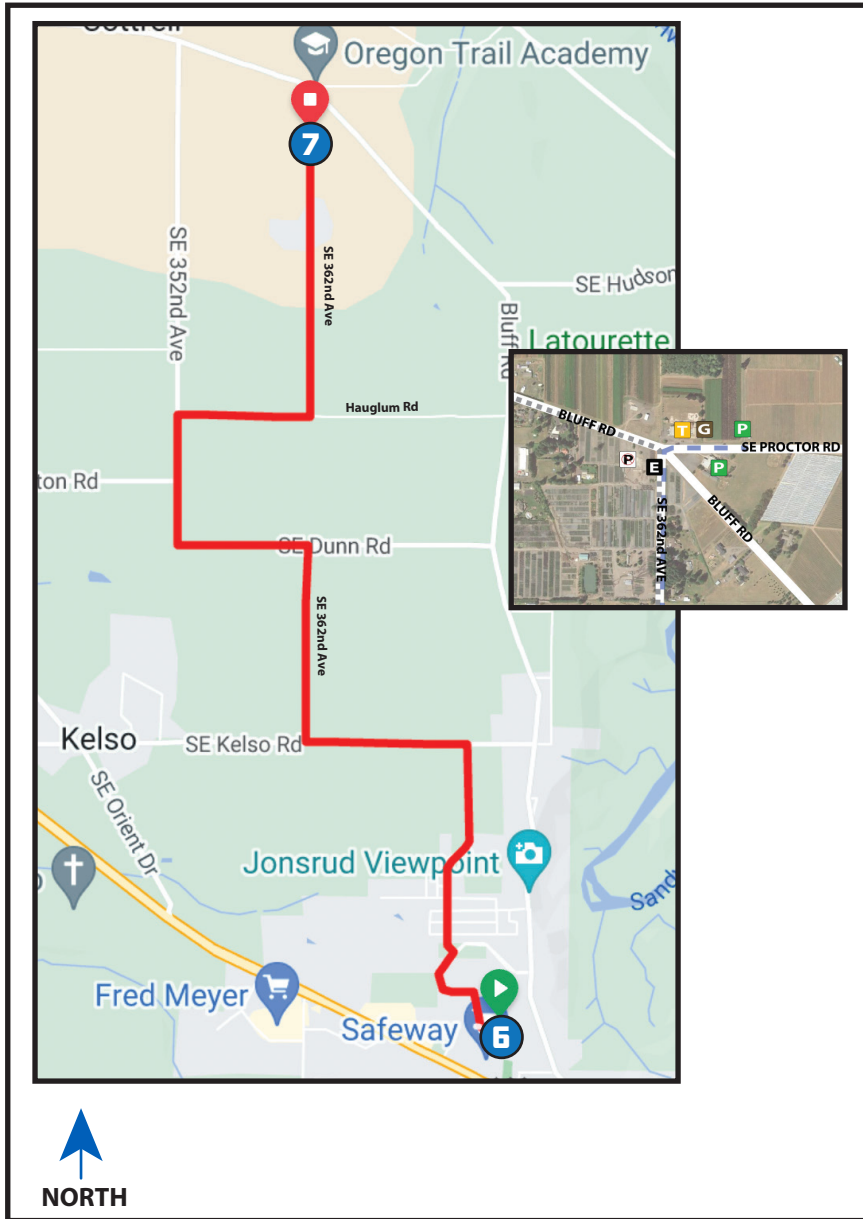 Oregon Trail Academy
7
SE 352nd Ave
SE 362nd Ave
SE Hudson
Bluff Rd
Latourette
Hauglum Rd
ton Rd
SE Dunn Rd
SE 362nd Ave
BLUFF RD
T
G
P
SE PROCTOR RD
P
E
P
SE 362nd AVE
BLUFF RD
Kelso
SE Kelso Rd
SE Orient Dr
Jonsrud Viewpoint
Sandy
Fred Meyer
Safeway
6
NORTH